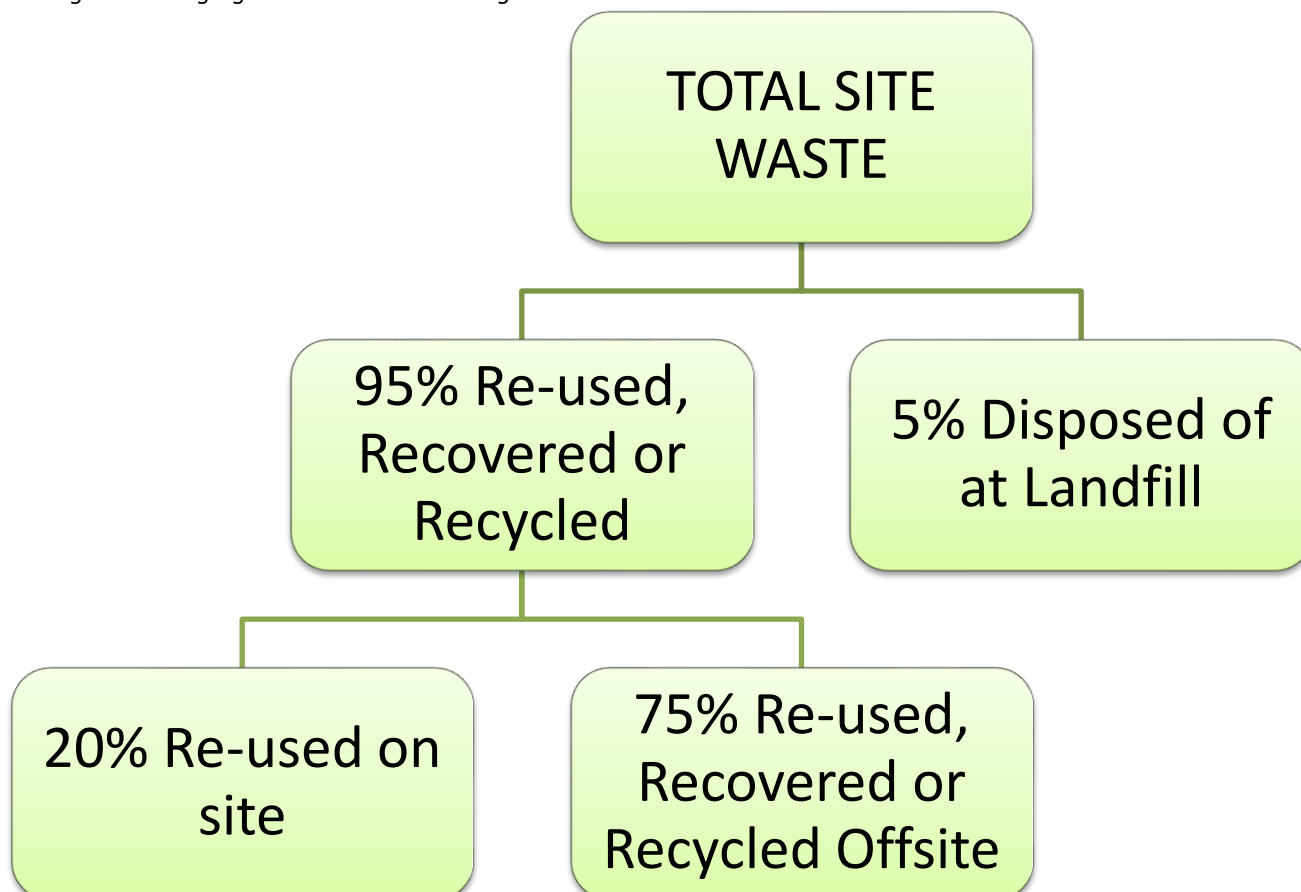 TOTAL SITE
WASTE
95% Re-used,
Recovered or
Recycled
5% Disposed of
at Landfill
20% Re-used on
site
75% Re-used,
Recovered or
Recycled Offsite